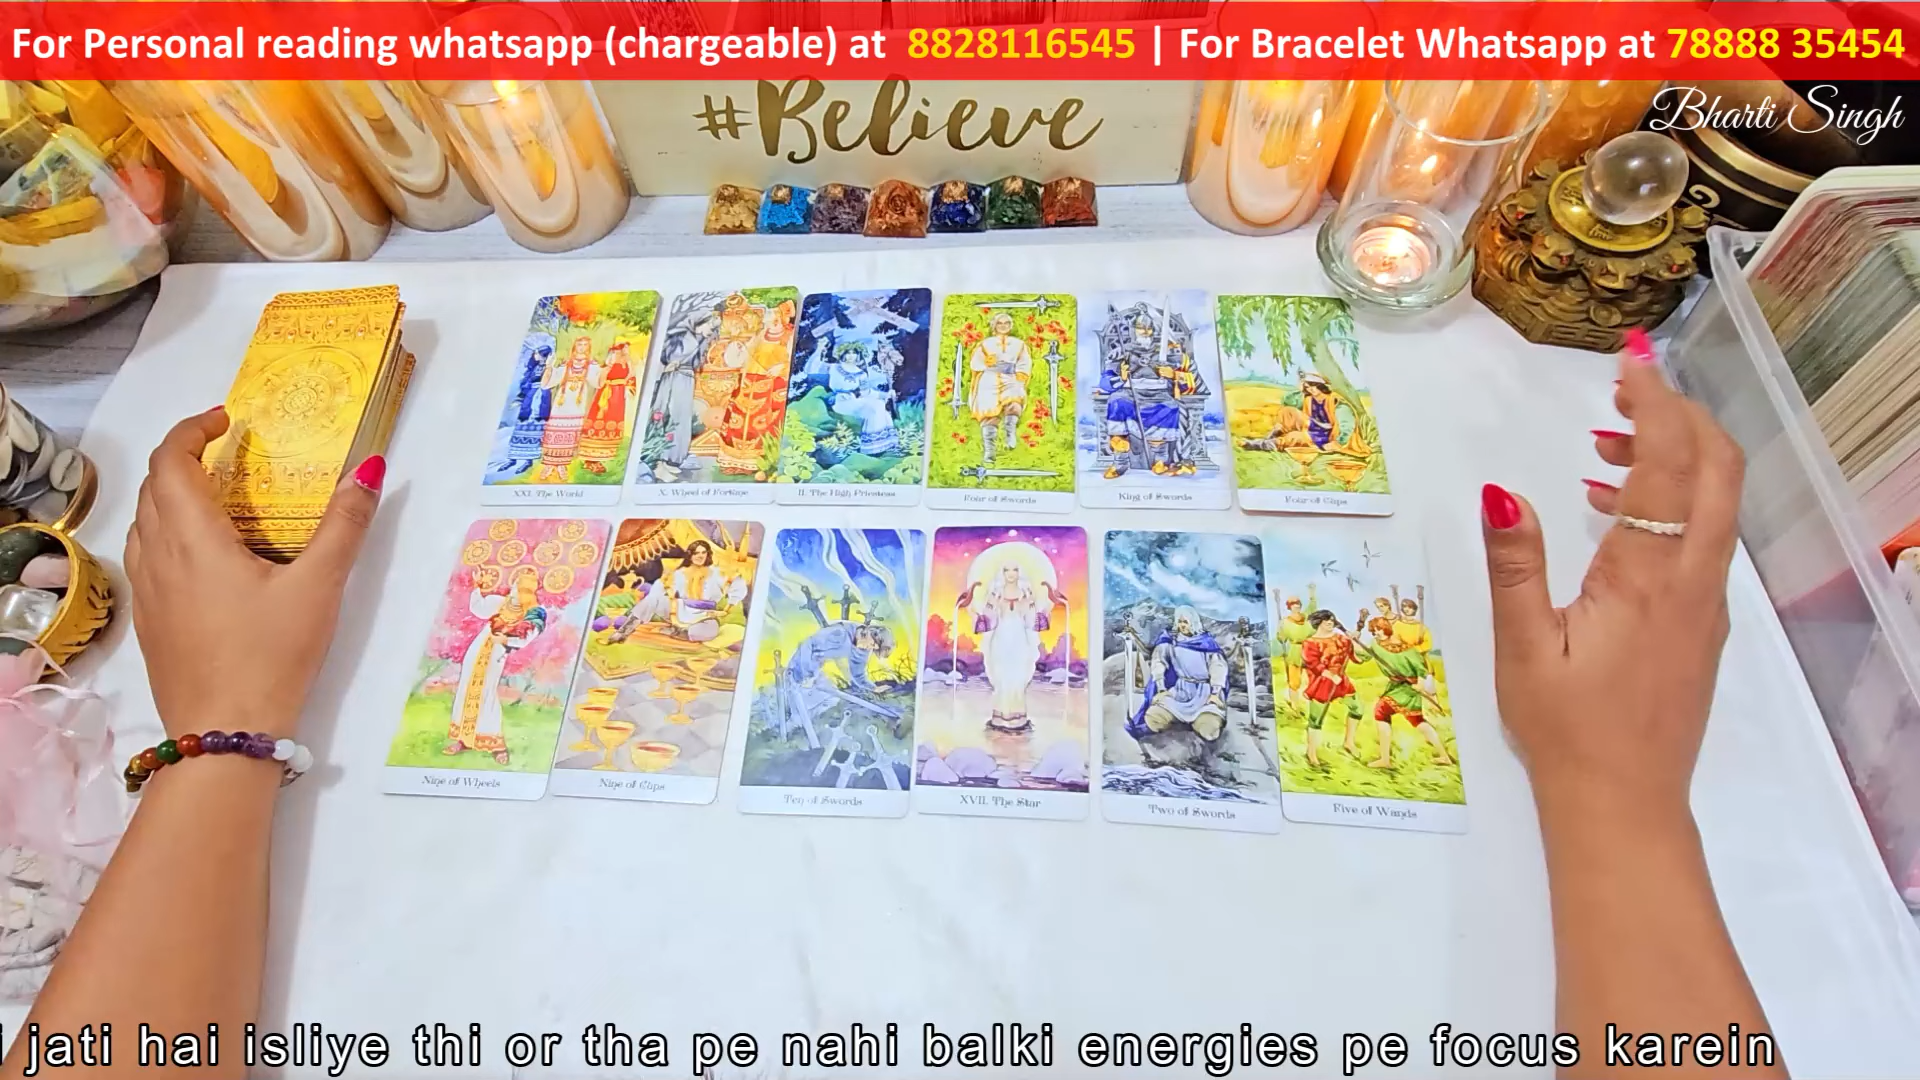 For Personal reading whatsapp (chargeable) at 8828116545 | For Bracelet Whatsapp at 78888 35454
#Believe
Bharti Singh
XXI. The World
X. Wheel of Fortune
II. The High Priestess
Four of Swords
King of Swords
Four of Cups
Nine of Wheels
Nine of Cups
Ten of Swords
XVII. The Star
Two of Swords
Five of Wands
i jati hai isliye thi or tha pe nahi balki energies pe focus karein